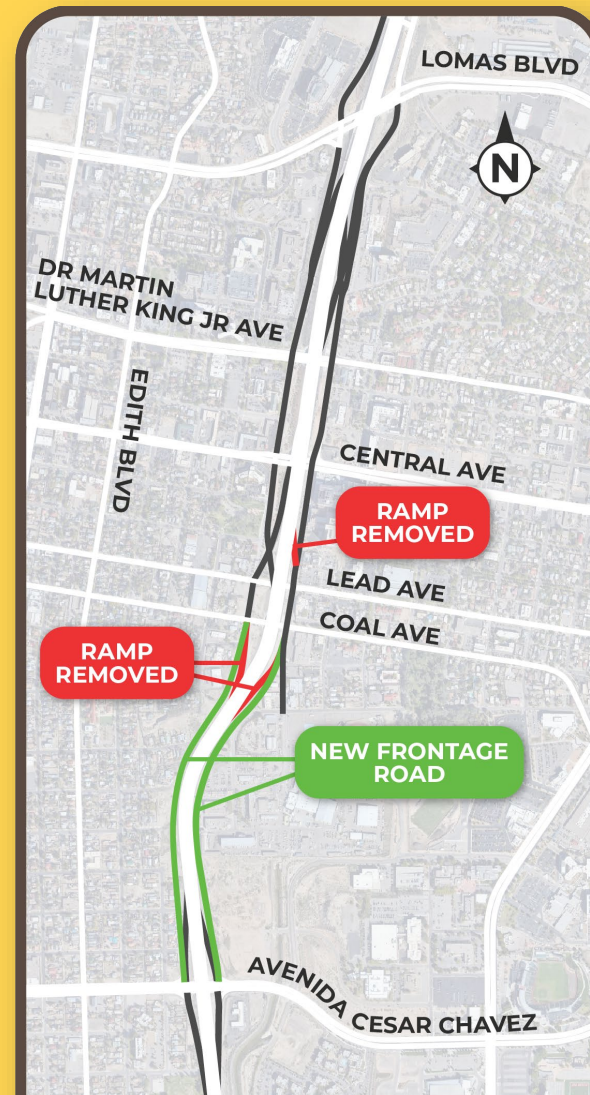 LOMAS BLVD
N
DR MARTIN
LUTHER KING JR AVE
EDITH BLVD
CENTRAL AVE
RAMP
REMOVED
LEAD AVE
COAL AVE
RAMP
REMOVED
NEW FRONTAGE
ROAD
AVENIDA CESAR CHAVEZ